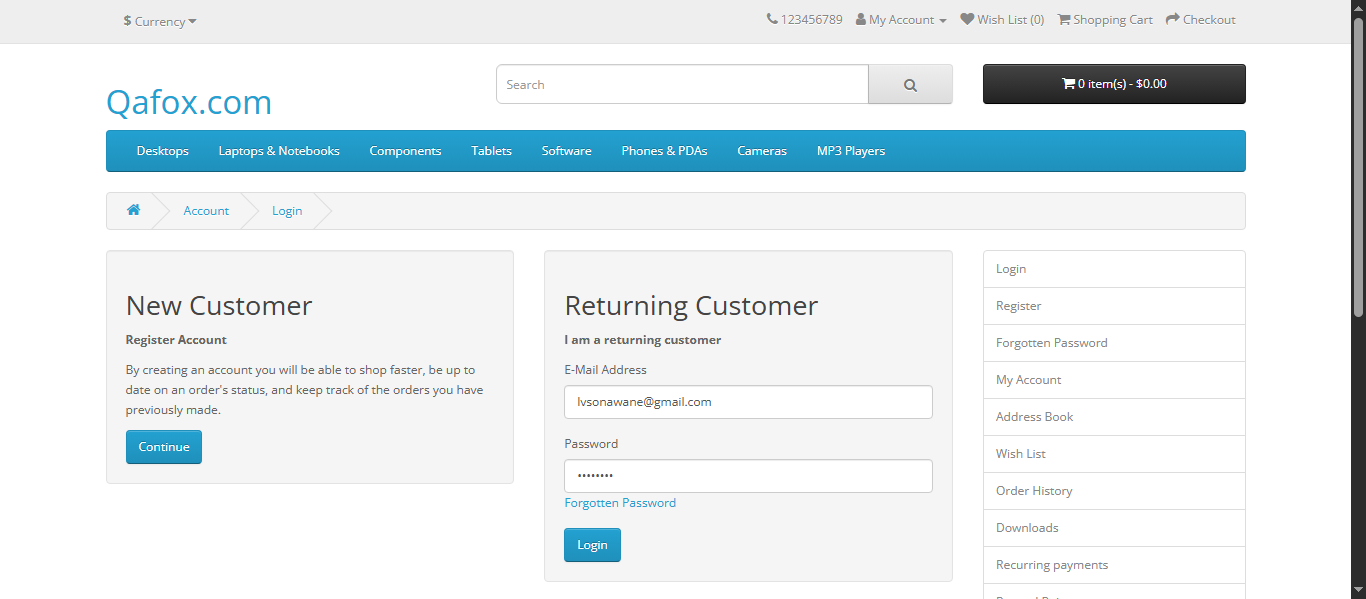 $ Currency
123456789 My Account Wish List (0) Shopping Cart Checkout
Qafox.com
Search
0 item(s) - $0.00
Desktops Laptops & Notebooks Components Tablets Software Phones & PDAs Cameras MP3 Players
Account Login
New Customer
Register Account
By creating an account you will be able to shop faster, be up to
date on an order's status, and keep track of the orders you have
previously made.
Continue
Returning Customer
I am a returning customer
E-Mail Address
lvsonawane@gmail.com
Password
••••••••
Forgotten Password
Login
Login
Register
Forgotten Password
My Account
Address Book
Wish List
Order History
Downloads
Recurring payments